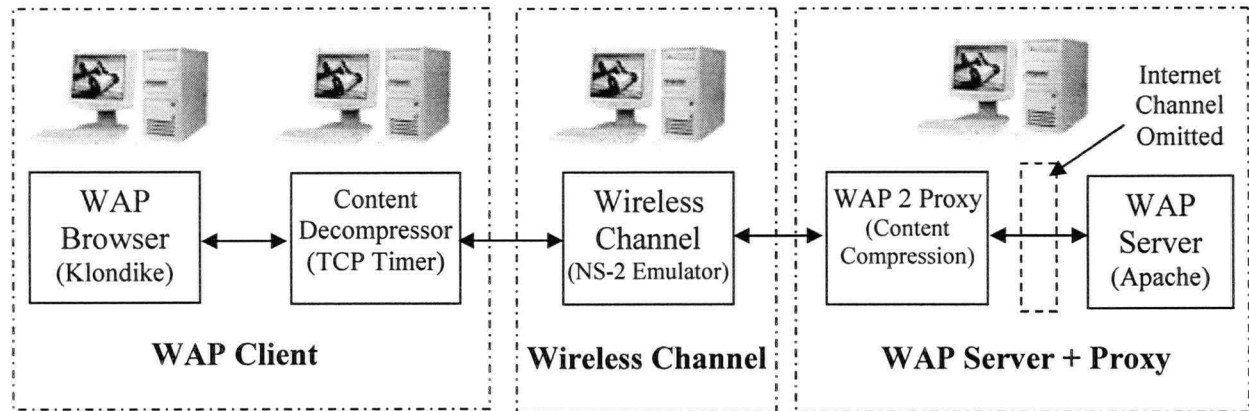 Internet
Channel
Omitted
WAP
Browser
(Klondike)
Content
Decompressor
(TCP Timer)
Wireless
Channel
(NS-2 Emulator)
WAP 2 Proxy
(Content
Compression)
WAP
Server
(Apache)
WAP Client
Wireless Channel
WAP Server + Proxy